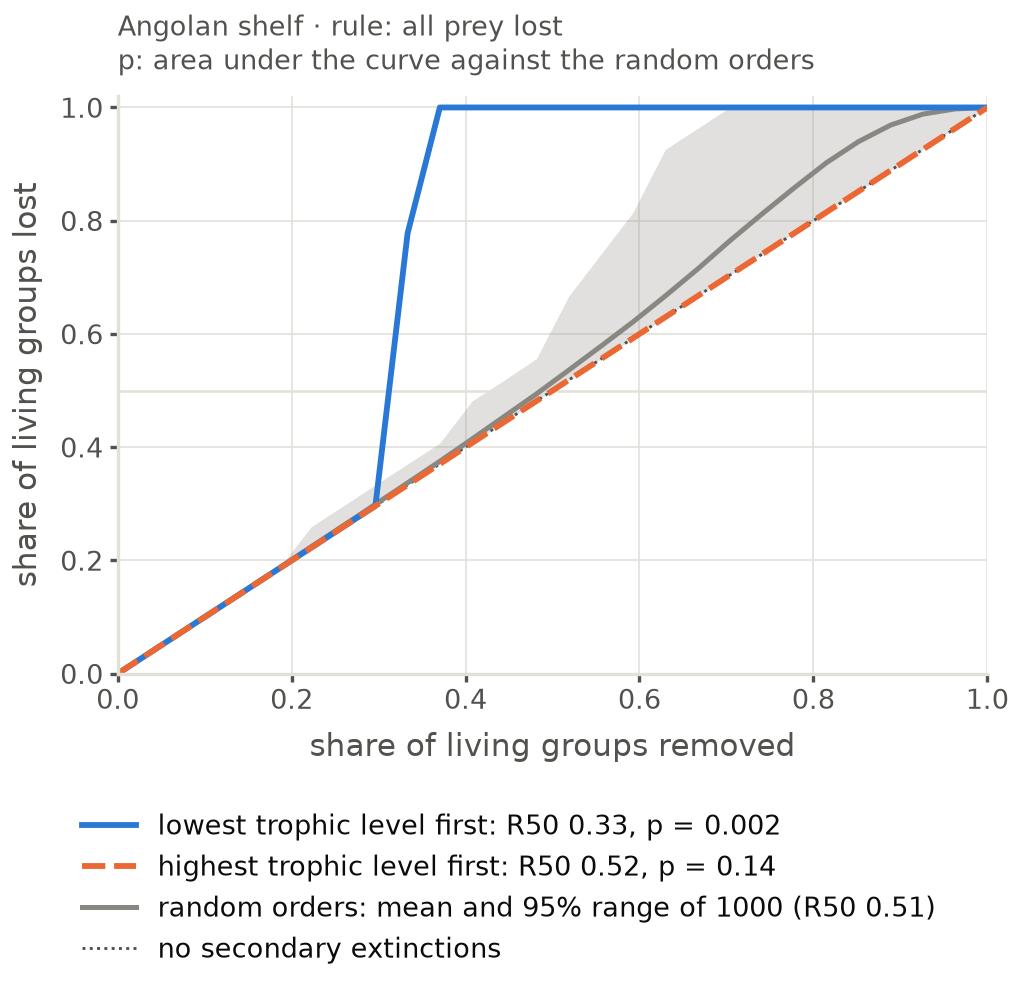 Angolan shelf · rule: all prey lost
p: area under the curve against the random orders
1.0
0.8
0.6
0.4
0.2
0.0
share of living groups lost
0.0 0.2 0.4 0.6 0.8 1.0
share of living groups removed
lowest trophic level first: R50 0.33, p = 0.002
highest trophic level first: R50 0.52, p = 0.14
random orders: mean and 95% range of 1000 (R50 0.51)
no secondary extinctions